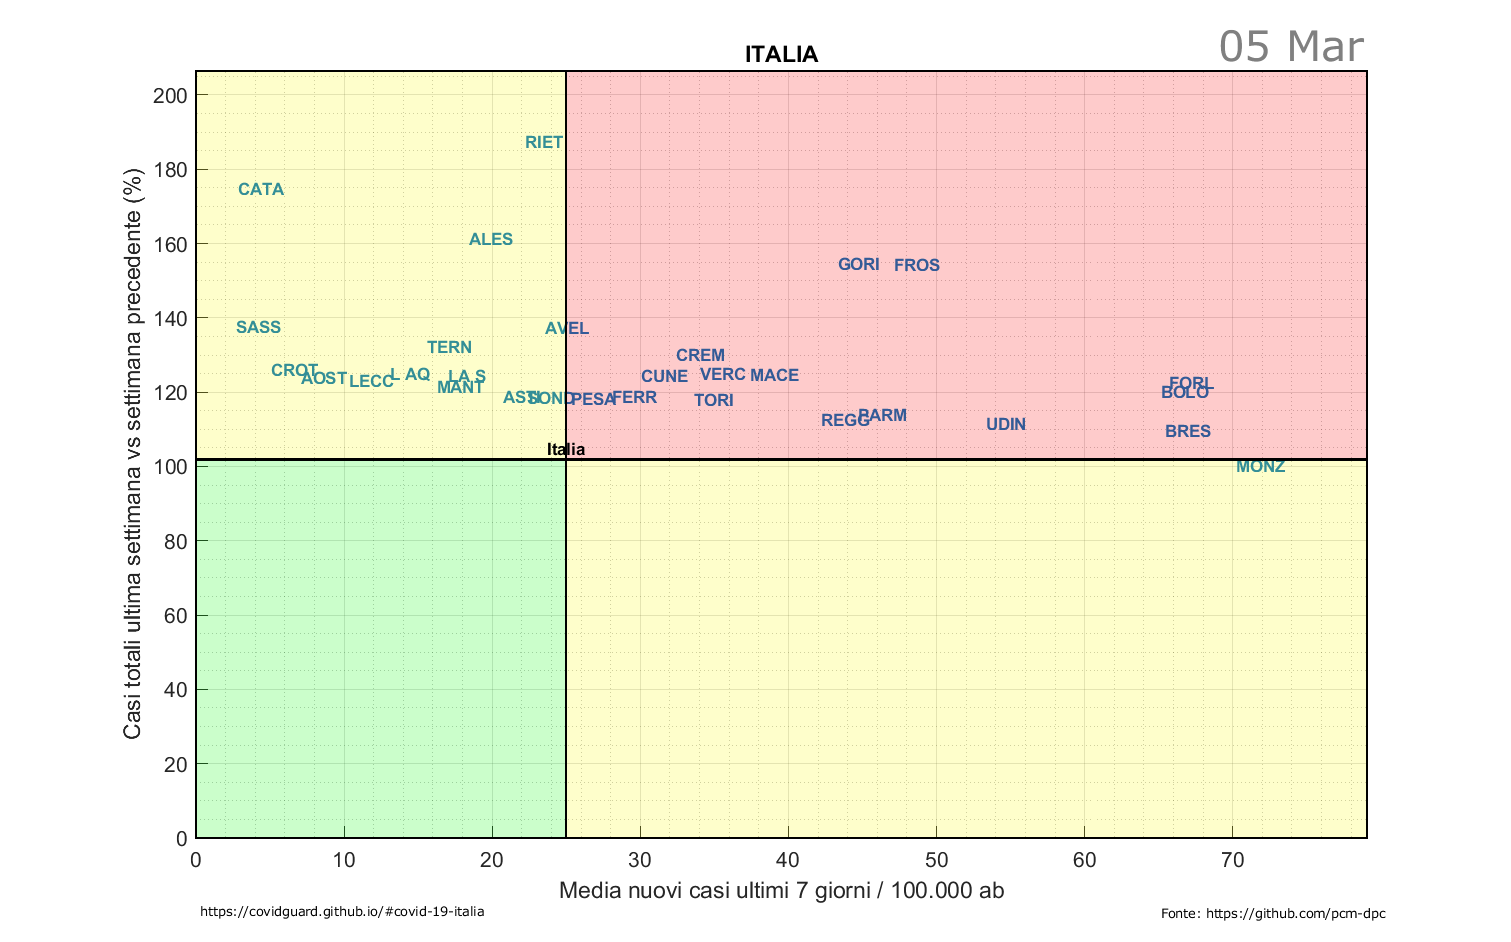 05 Mar
ITALIA
Casi totali ultima settimana vs settimana precedente (%)
200
180
160
140
120
100
80
60
40
20
0
RIET
CATA
ALES
GORI FROS
SASS
AVEL
TERN
CREM
CROT
AOST
LECC
L AQ
LA S
MANT
CUNE
VERC
MACE
ASTI
SOND
PESA
FERR
TORI
REGG
PARM
UDIN
FORL
BOLO
BRES
Italia
MONZ
0 10 20 30 40 50 60 70
Media nuovi casi ultimi 7 giorni / 100.000 ab
https://covidguard.github.io/#covid-19-italia
Fonte: https://github.com/pcm-dpc